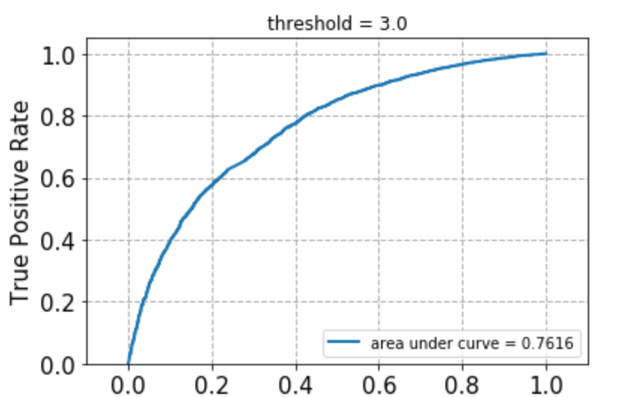 threshold = 3.0
True Positive Rate
1.0
0.8
0.6
0.4
0.2
0.0
area under curve = 0.7616
0.0 0.2 0.4 0.6 0.8 1.0